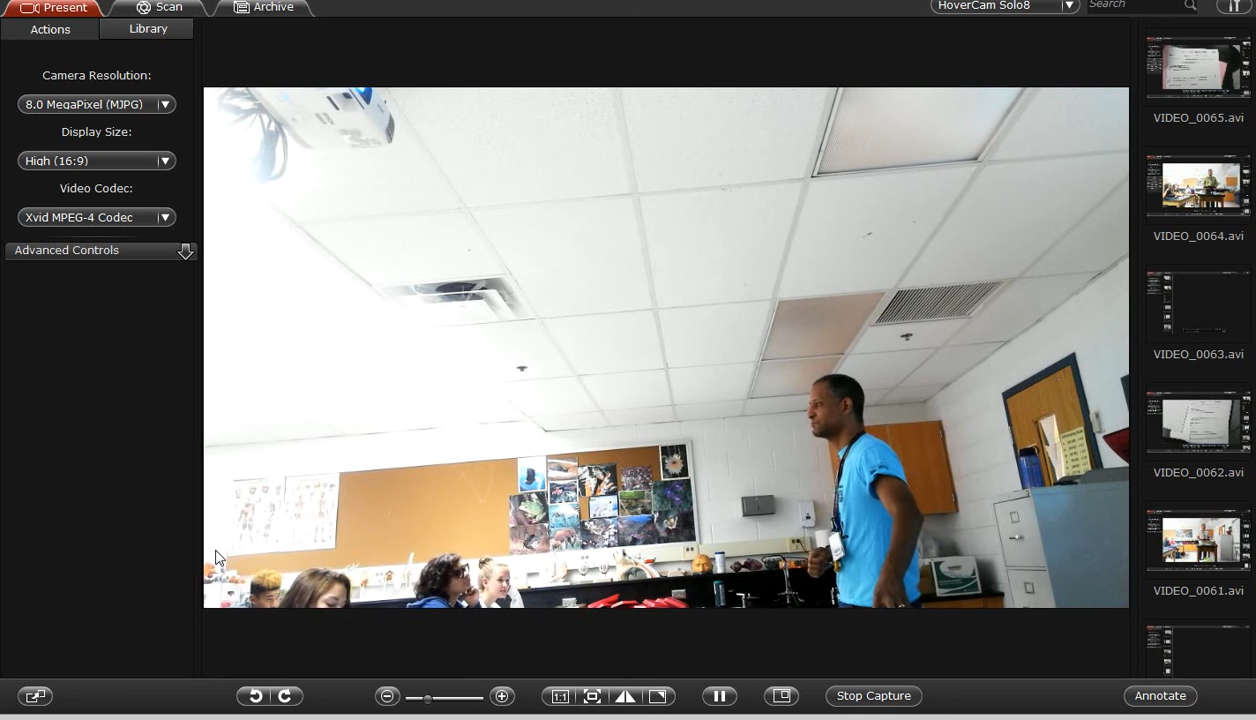 Present
Scan
Archive
HoverCam Solo8
Search
Actions
Library
Camera Resolution:
8.0 MegaPixel (MJPG)
Display Size:
High (16:9)
Video Codec:
Xvid MPEG-4 Codec
Advanced Controls
VIDEO_0065.avi
VIDEO_0064.avi
VIDEO_0063.avi
VIDEO_0062.avi
VIDEO_0061.avi
1:1
Stop Capture
Annotate